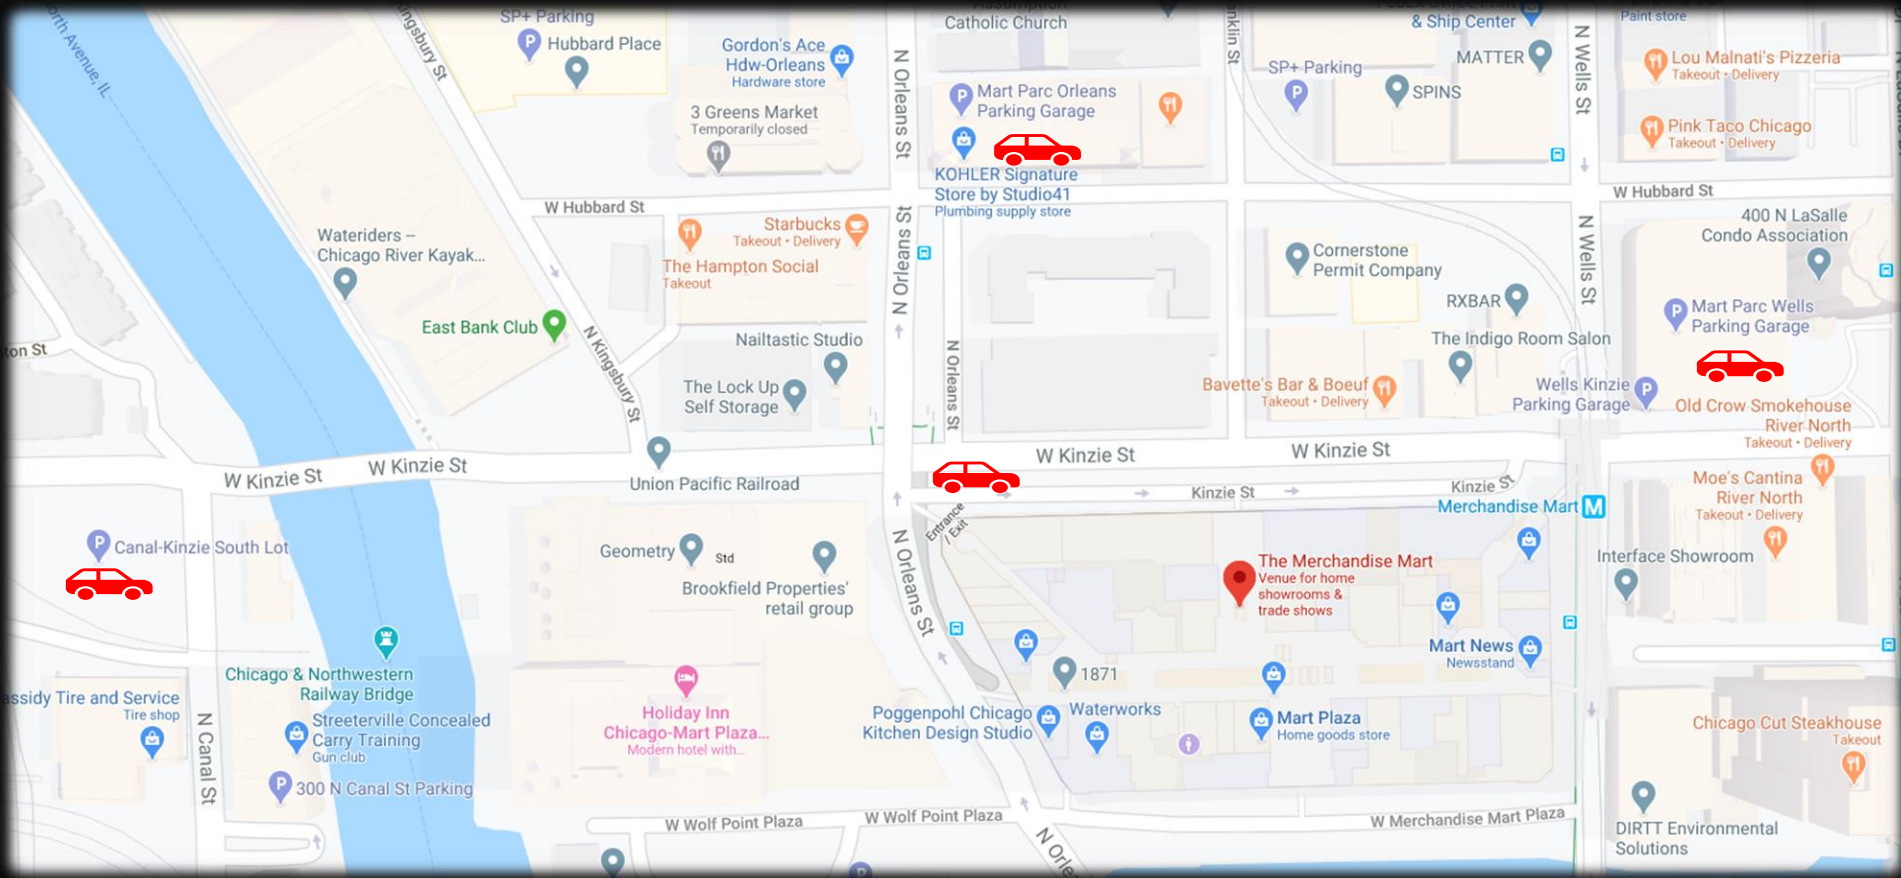 SP+ Parking
Hubbard Place
Gordon's Ace
Hdw-Orleans
Hardware store
Catholic Church
& Ship Center
Paint store
MATTER
Lou Malnati's Pizzeria
Takeout • Delivery
N Wells St
N Orleans St
Mart Parc Orleans
Parking Garage
SP+ Parking
SPINS
3 Greens Market
Temporarily closed
Pink Taco Chicago
Takeout • Delivery
KOHLER Signature
Store by Studio41
Plumbing supply store
W Hubbard St
W Hubbard St
400 N LaSalle
Condo Association
Wateriders --
Chicago River Kayak...
Starbucks
Takeout • Delivery
The Hampton Social
Takeout
N Orleans St
Cornerstone
Permit Company
N Wells St
RXBAR
Mart Parc Wells
Parking Garage
East Bank Club
N Kingsbury St
Nailtastic Studio
The Indigo Room Salon
The Lock Up
Self Storage
N Orleans St
Bavette's Bar & Boeuf
Takeout • Delivery
Wells Kinzie
Parking Garage
Old Crow Smokehouse
River North
Takeout • Delivery
W Kinzie St
W Kinzie St
W Kinzie St
W Kinzie St
Union Pacific Railroad
Kinzie St
Kinzie St
Moe's Cantina
River North
Takeout • Delivery
Merchandise Mart
M
Entrance
/ Exit
Canal-Kinzie South Lot
Geometry
Std
Brookfield Properties'
retail group
N Orleans St
The Merchandise Mart
Venue for home
showrooms &
trade shows
Interface Showroom
Mart News
Newsstand
Chicago & Northwestern
Railway Bridge
1871
assidy Tire and Service
Tire shop
N Canal St
Streeterville Concealed
Carry Training
Gun club
Holiday Inn
Chicago-Mart Plaza...
Modern hotel with...
Poggenpohl Chicago
Kitchen Design Studio
Waterworks
Mart Plaza
Home goods store
Chicago Cut Steakhouse
Takeout
300 N Canal St Parking
W Wolf Point Plaza
W Wolf Point Plaza
W Merchandise Mart Plaza
DIRTT Environmental
Solutions